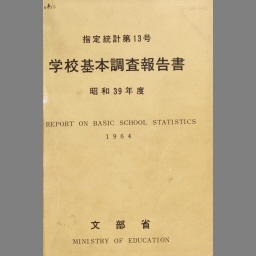 指定統計第13号
学校基本調査報告書
昭和39年度
REPORT ON BASIC SCHOOL STATISTICS
1964
文部省
MINISTRY OF EDUCATION